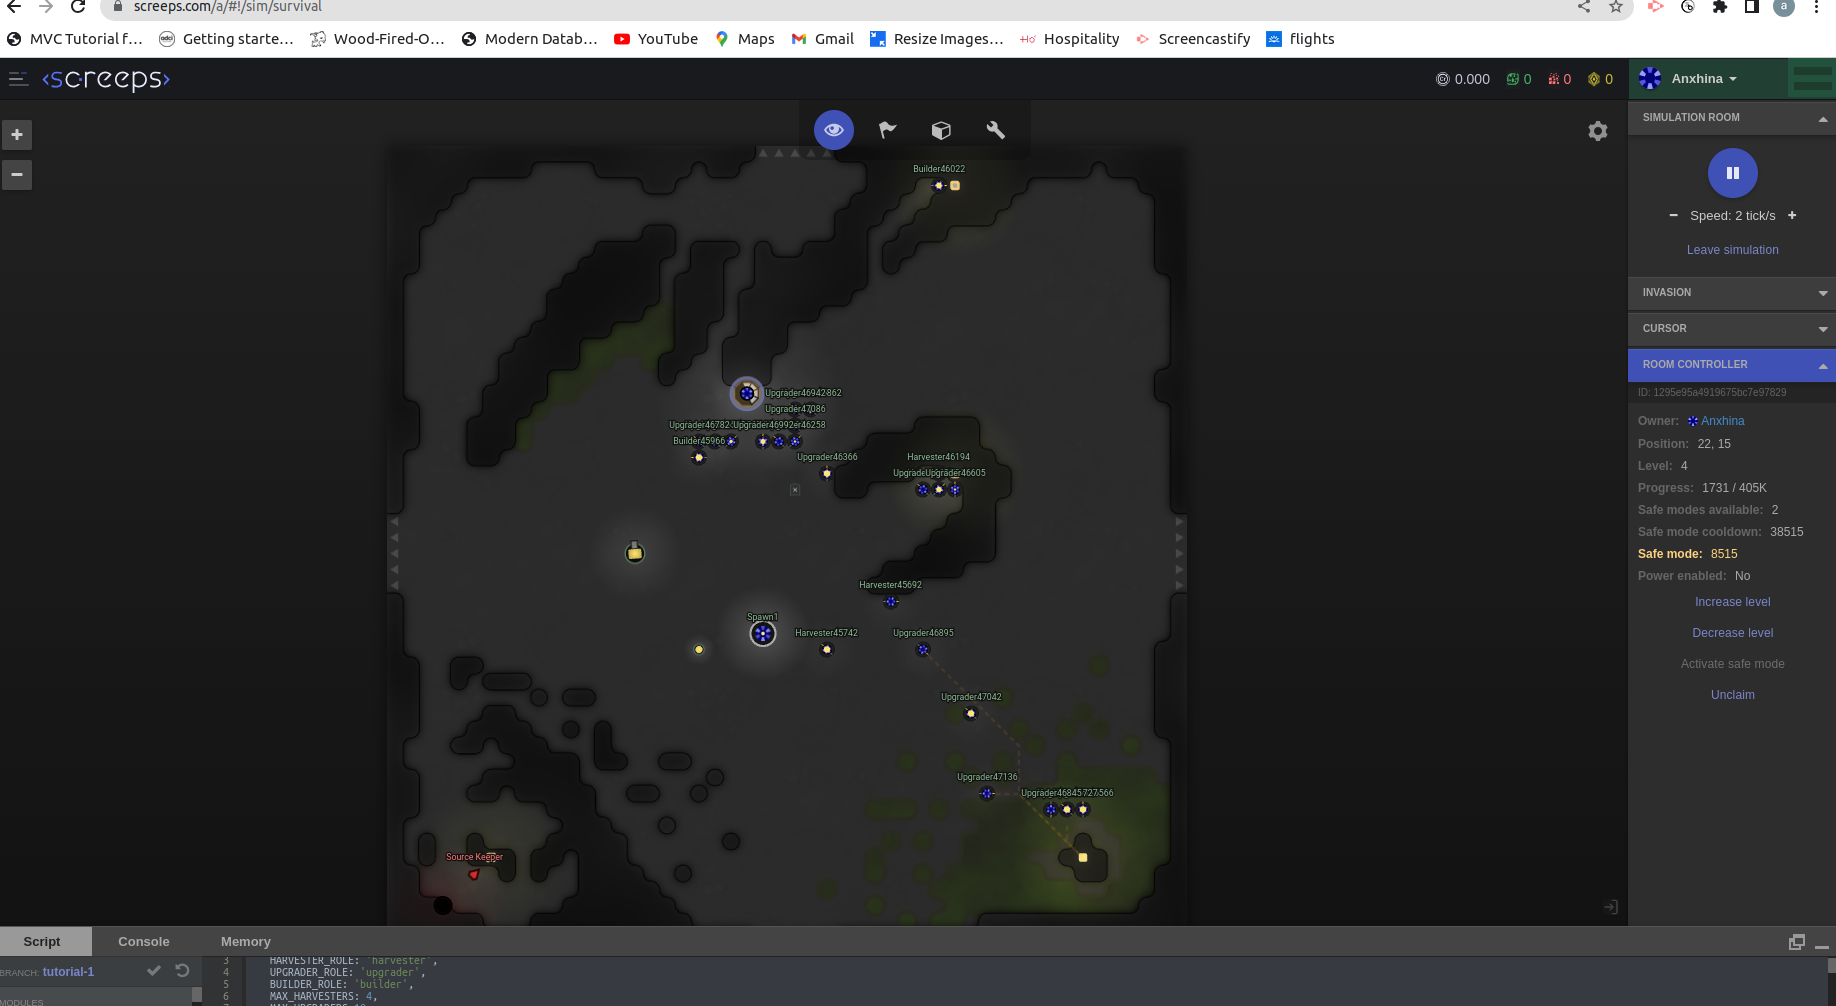 screeps.com/a/#!/sim/survival
MVC Tutorial f... Getting starte... Wood-Fired-O... Modern Datab... YouTube Maps Gmail Resize Images... Hospitality Screencastify flights
<screeps> 0.000 0 0 0 Anxhina
SIMULATION ROOM
Speed: 2 tick/s
Leave simulation
INVASION
CURSOR
ROOM CONTROLLER
ID: 1295e95a4919675bc7e97829
Owner: Anxhina
Position: 22, 15
Level: 4
Progress: 1731 / 405K
Safe modes available: 2
Safe mode cooldown: 38515
Safe mode: 8515
Power enabled: No
Increase level
Decrease level
Activate safe mode
Unclaim
Builder46022
Upgrader46942862
Upgrader47086
Upgrader46782 Upgrader46992er46258
Builder45966
Upgrader46366
Harvester46194
UpgradeUpgrader46605
Harvester45692
Spawn1
Harvester45742
Upgrader46895
Upgrader47042
Upgrader47136
Upgrader46845727566
Source Keeper
Script Console Memory
BRANCH: tutorial-1
MODULES
3 HARVESTER_ROLE: 'harvester',
4 UPGRADER_ROLE: 'upgrader',
5 BUILDER_ROLE: 'builder',
6 MAX_HARVESTERS: 4,